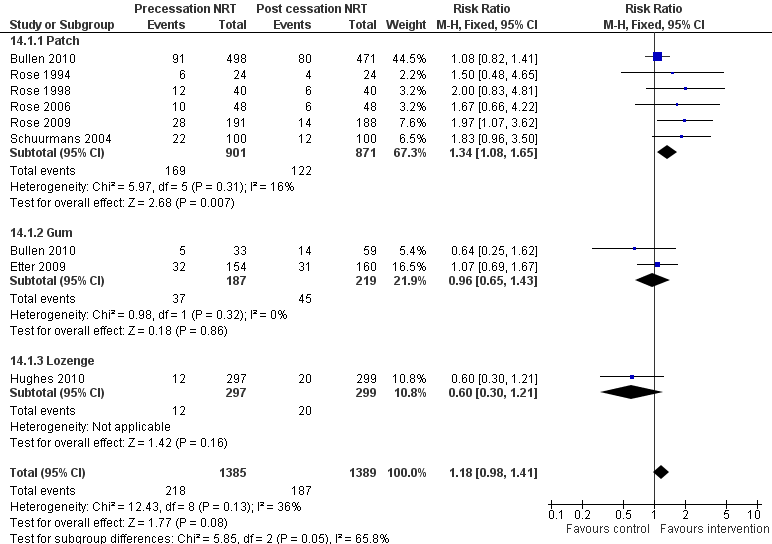 Precessation NRT Post cessation NRT Risk Ratio Risk Ratio
Study or Subgroup Events Total Events Total Weight M-H, Fixed, 95% CI M-H, Fixed, 95% CI
14.1.1 Patch
Bullen 2010 91 498 80 471 44.5% 1.08 [0.82, 1.41]
Rose 1994 6 24 4 24 2.2% 1.50 [0.48, 4.65]
Rose 1998 12 40 6 40 3.2% 2.00 [0.83, 4.81]
Rose 2006 10 48 6 48 3.2% 1.67 [0.66, 4.22]
Rose 2009 28 191 14 188 7.6% 1.97 [1.07, 3.62]
Schuurmans 2004 22 100 12 100 6.5% 1.83 [0.96, 3.50]
Subtotal (95% CI) 901 871 67.3% 1.34 [1.08, 1.65]
Total events 169 122
Heterogeneity: Chi² = 5.97, df = 5 (P = 0.31); I² = 16%
Test for overall effect: Z = 2.68 (P = 0.007)
14.1.2 Gum
Bullen 2010 5 33 14 59 5.4% 0.64 [0.25, 1.62]
Etter 2009 32 154 31 160 16.5% 1.07 [0.69, 1.67]
Subtotal (95% CI) 187 219 21.9% 0.96 [0.65, 1.43]
Total events 37 45
Heterogeneity: Chi² = 0.98, df = 1 (P = 0.32); I² = 0%
Test for overall effect: Z = 0.18 (P = 0.86)
14.1.3 Lozenge
Hughes 2010 12 297 20 299 10.8% 0.60 [0.30, 1.21]
Subtotal (95% CI) 297 299 10.8% 0.60 [0.30, 1.21]
Total events 12 20
Heterogeneity: Not applicable
Test for overall effect: Z = 1.42 (P = 0.16)
Total (95% CI) 1385 1389 100.0% 1.18 [0.98, 1.41]
Total events 218 187
Heterogeneity: Chi² = 12.43, df = 8 (P = 0.13); I² = 36%
Test for overall effect: Z = 1.77 (P = 0.08)
Test for subgroup differences: Chi² = 5.85, df = 2 (P = 0.05), I² = 65.8%
0.1 0.2 0.5 1 2 5 10
Favours control Favours intervention